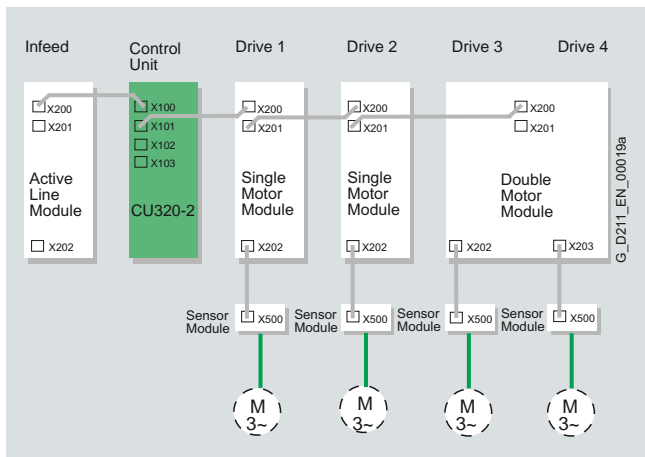 Infeed
Control
Unit
Drive 1
Drive 2
Drive 3
Drive 4
X200
X201
X100
X101
X102
X103
X200
X201
X200
X201
X200
X201
Active
Line
Module
CU320-2
Single
Motor
Module
Single
Motor
Module
Double
Motor
Module
X202
X202
X202
X202
X203
G_D211_EN_00019a
Sensor
Module
X500
Sensor
Module
X500
Sensor
Module
X500
Sensor
Module
X500
M
3~
M
3~
M
3~
M
3~